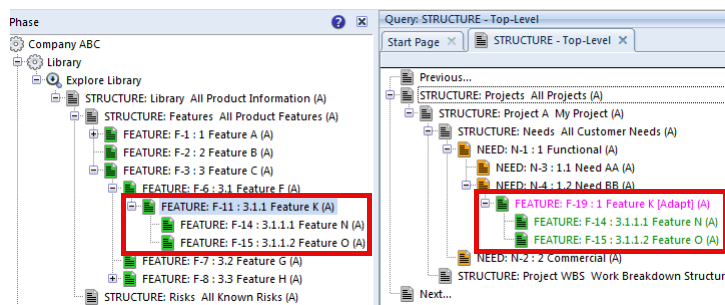 Phase
Company ABC
Library
Explore Library
STRUCTURE: Library All Product Information (A)
STRUCTURE: Features All Product Features (A)
FEATURE: F-1 : 1 Feature A (A)
FEATURE: F-2 : 2 Feature B (A)
FEATURE: F-3 : 3 Feature C (A)
FEATURE: F-6 : 3.1 Feature F (A)
FEATURE: F-11 : 3.1.1 Feature K (A)
FEATURE: F-14 : 3.1.1.1 Feature N (A)
FEATURE: F-15 : 3.1.1.2 Feature O (A)
FEATURE: F-7 : 3.2 Feature G (A)
FEATURE: F-8 : 3.3 Feature H (A)
STRUCTURE: Risks All Known Risks (A)
Query: STRUCTURE - Top-Level
Start Page STRUCTURE - Top-Level
Previous...
STRUCTURE: Projects All Projects (A)
STRUCTURE: Project A My Project (A)
STRUCTURE: Needs All Customer Needs (A)
NEED: N-1 : 1 Functional (A)
NEED: N-3 : 1.1 Need AA (A)
NEED: N-4 : 1.2 Need BB (A)
FEATURE: F-19 : 1 Feature K [Adapt] (A)
FEATURE: F-14 : 3.1.1.1 Feature N (A)
FEATURE: F-15 : 3.1.1.2 Feature O (A)
NEED: N-2 : 2 Commercial (A)
STRUCTURE: Project WBS Work Breakdown Structur
Next...